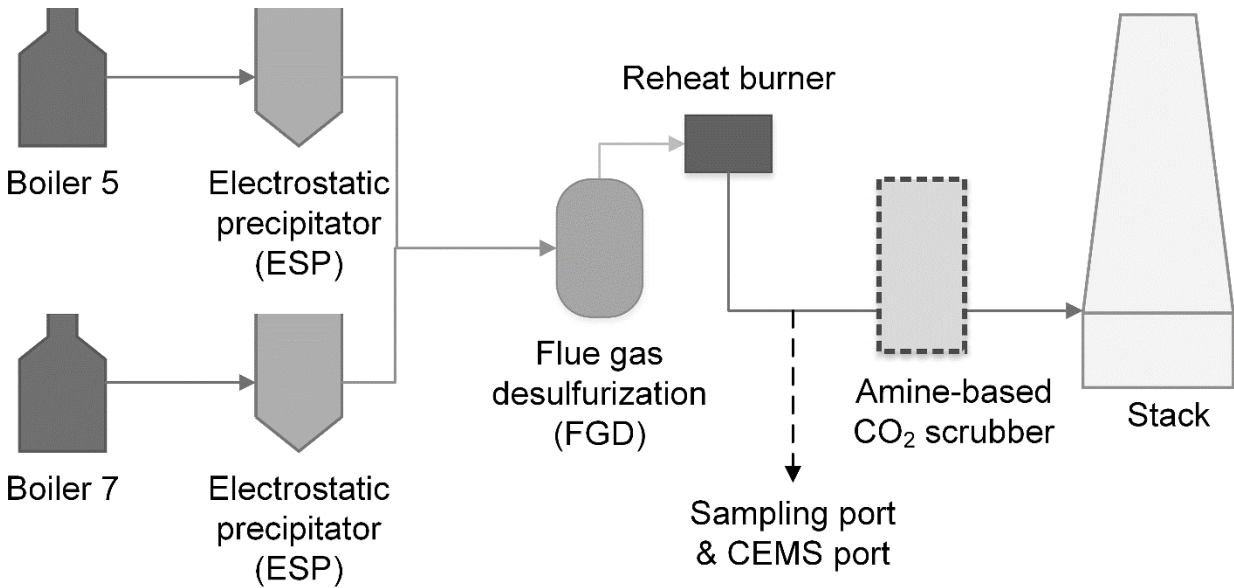 Boiler 5
Electrostatic
precipitator
(ESP)
Reheat burner
Flue gas
desulfurization
(FGD)
Amine-based
CO₂ scrubber
Stack
Boiler 7
Electrostatic
precipitator
(ESP)
Sampling port
& CEMS port